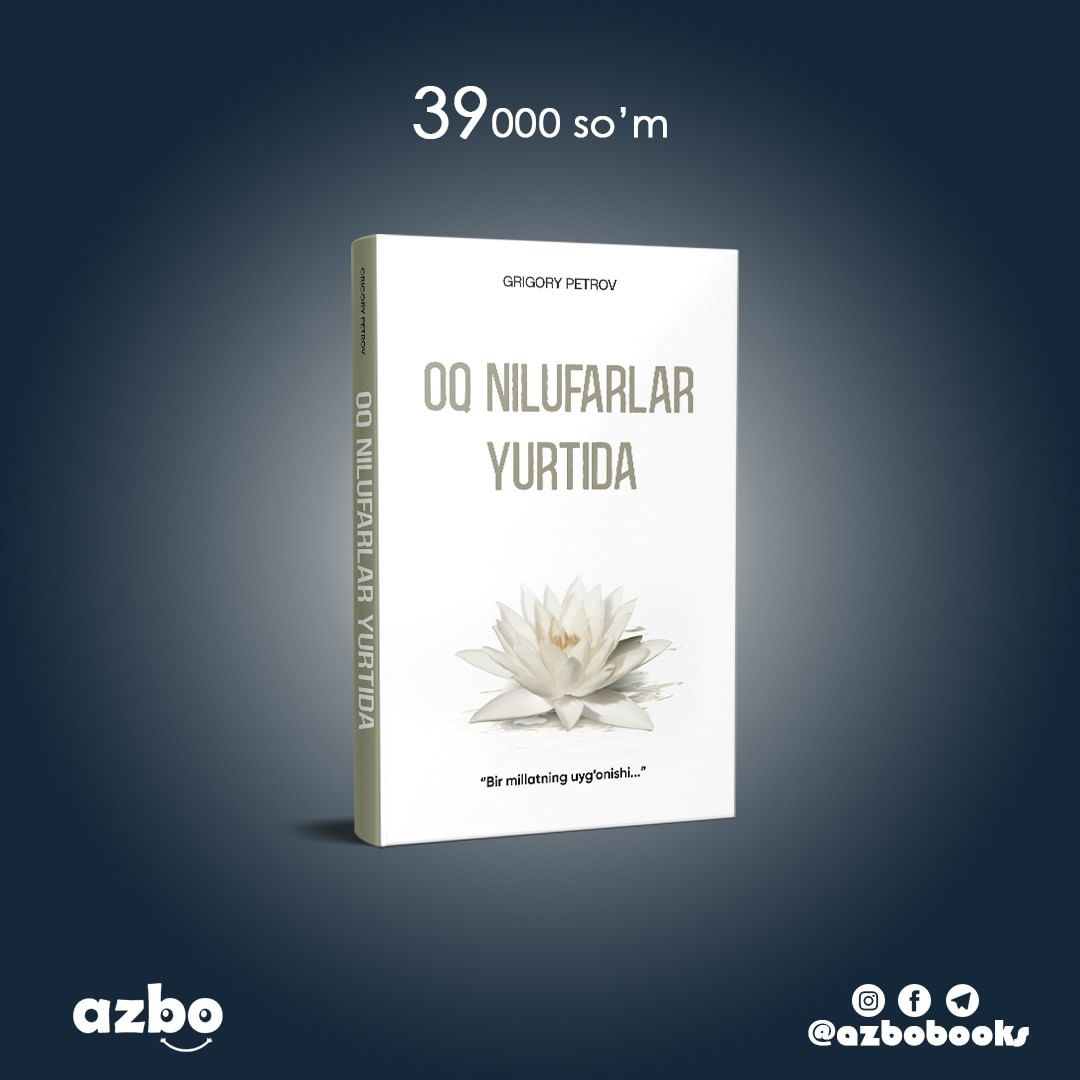 39000 so'm
GRIGORY PETROV
OQ NILUFARLAR
YURTIDA
"Bir millatning uyg'onishi..."
GRIGORY PETROV
OQ NILUFARLAR YURTIDA
azbo
@azbobooks